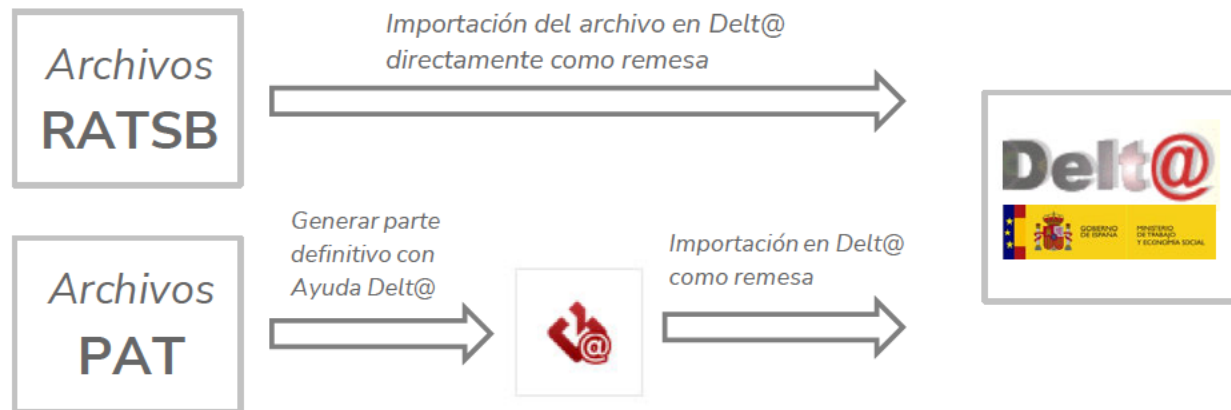 Archivos
RATSB
Importación del archivo en Delt@
directamente como remesa
Delt@
GOBIERNO
DE ESPAÑA
MINISTERIO
DE TRABAJO
Y ECONOMÍA SOCIAL
Archivos
PAT
Generar parte
definitivo con
Ayuda Delt@
@
Importación en Delt@
como remesa